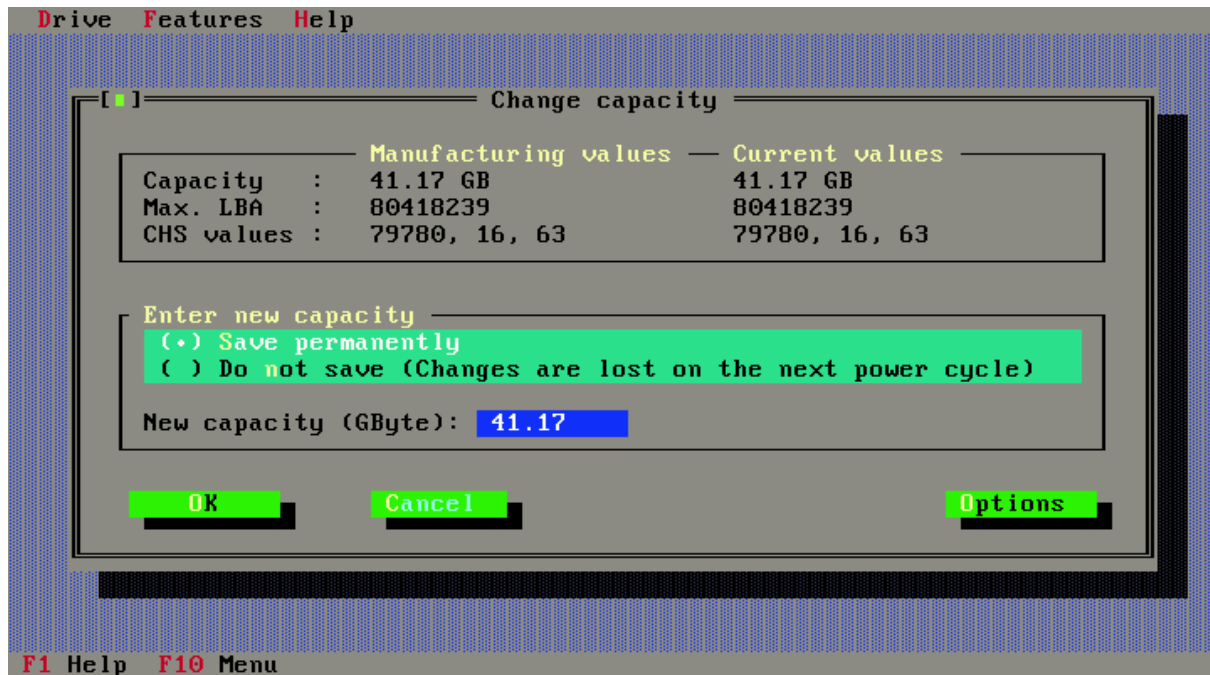 Drive Features Help
[▪] Change capacity
Manufacturing values Current values
Capacity : 41.17 GB 41.17 GB
Max. LBA : 80418239 80418239
CHS values : 79780, 16, 63 79780, 16, 63
Enter new capacity
(•) Save permanently
( ) Do not save (Changes are lost on the next power cycle)
New capacity (GByte): 41.17
OK Cancel Options
F1 Help F10 Menu